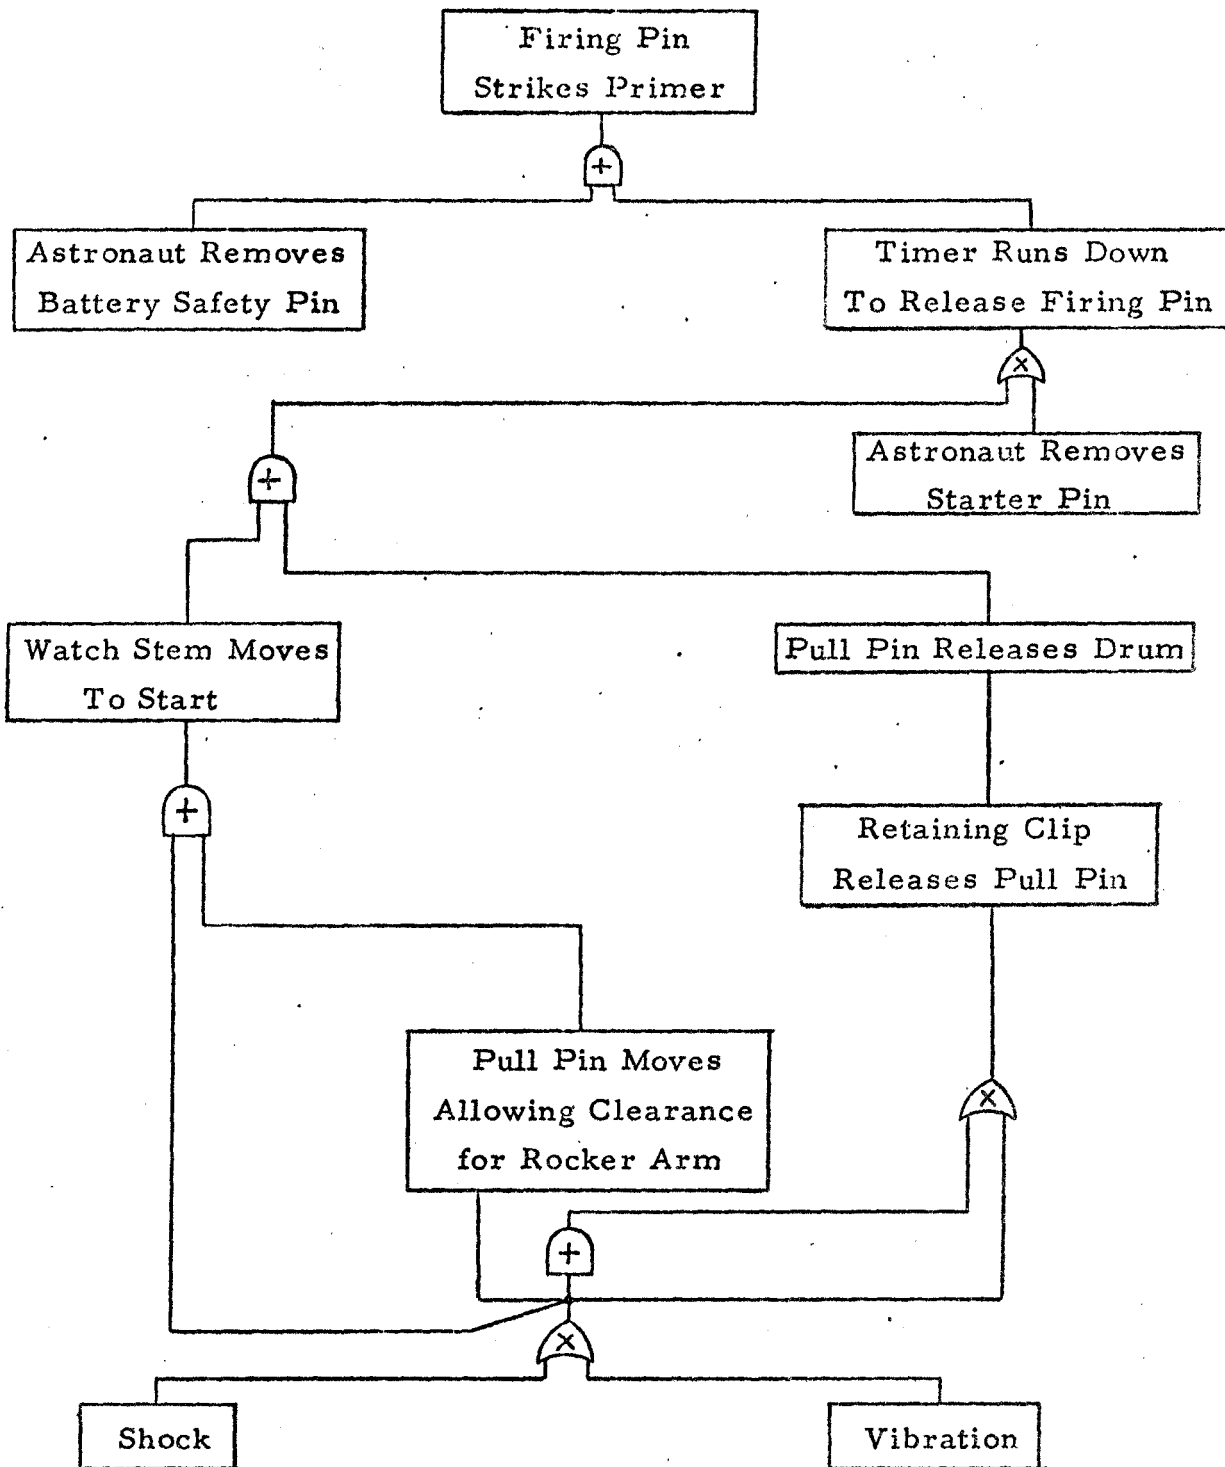 Firing Pin
Strikes Primer
+
Astronaut Removes
Battery Safety Pin
Timer Runs Down
To Release Firing Pin
×
Astronaut Removes
Starter Pin
+
Watch Stem Moves
To Start
Pull Pin Releases Drum
+
Retaining Clip
Releases Pull Pin
Pull Pin Moves
Allowing Clearance
for Rocker Arm
×
+
×
Shock
Vibration